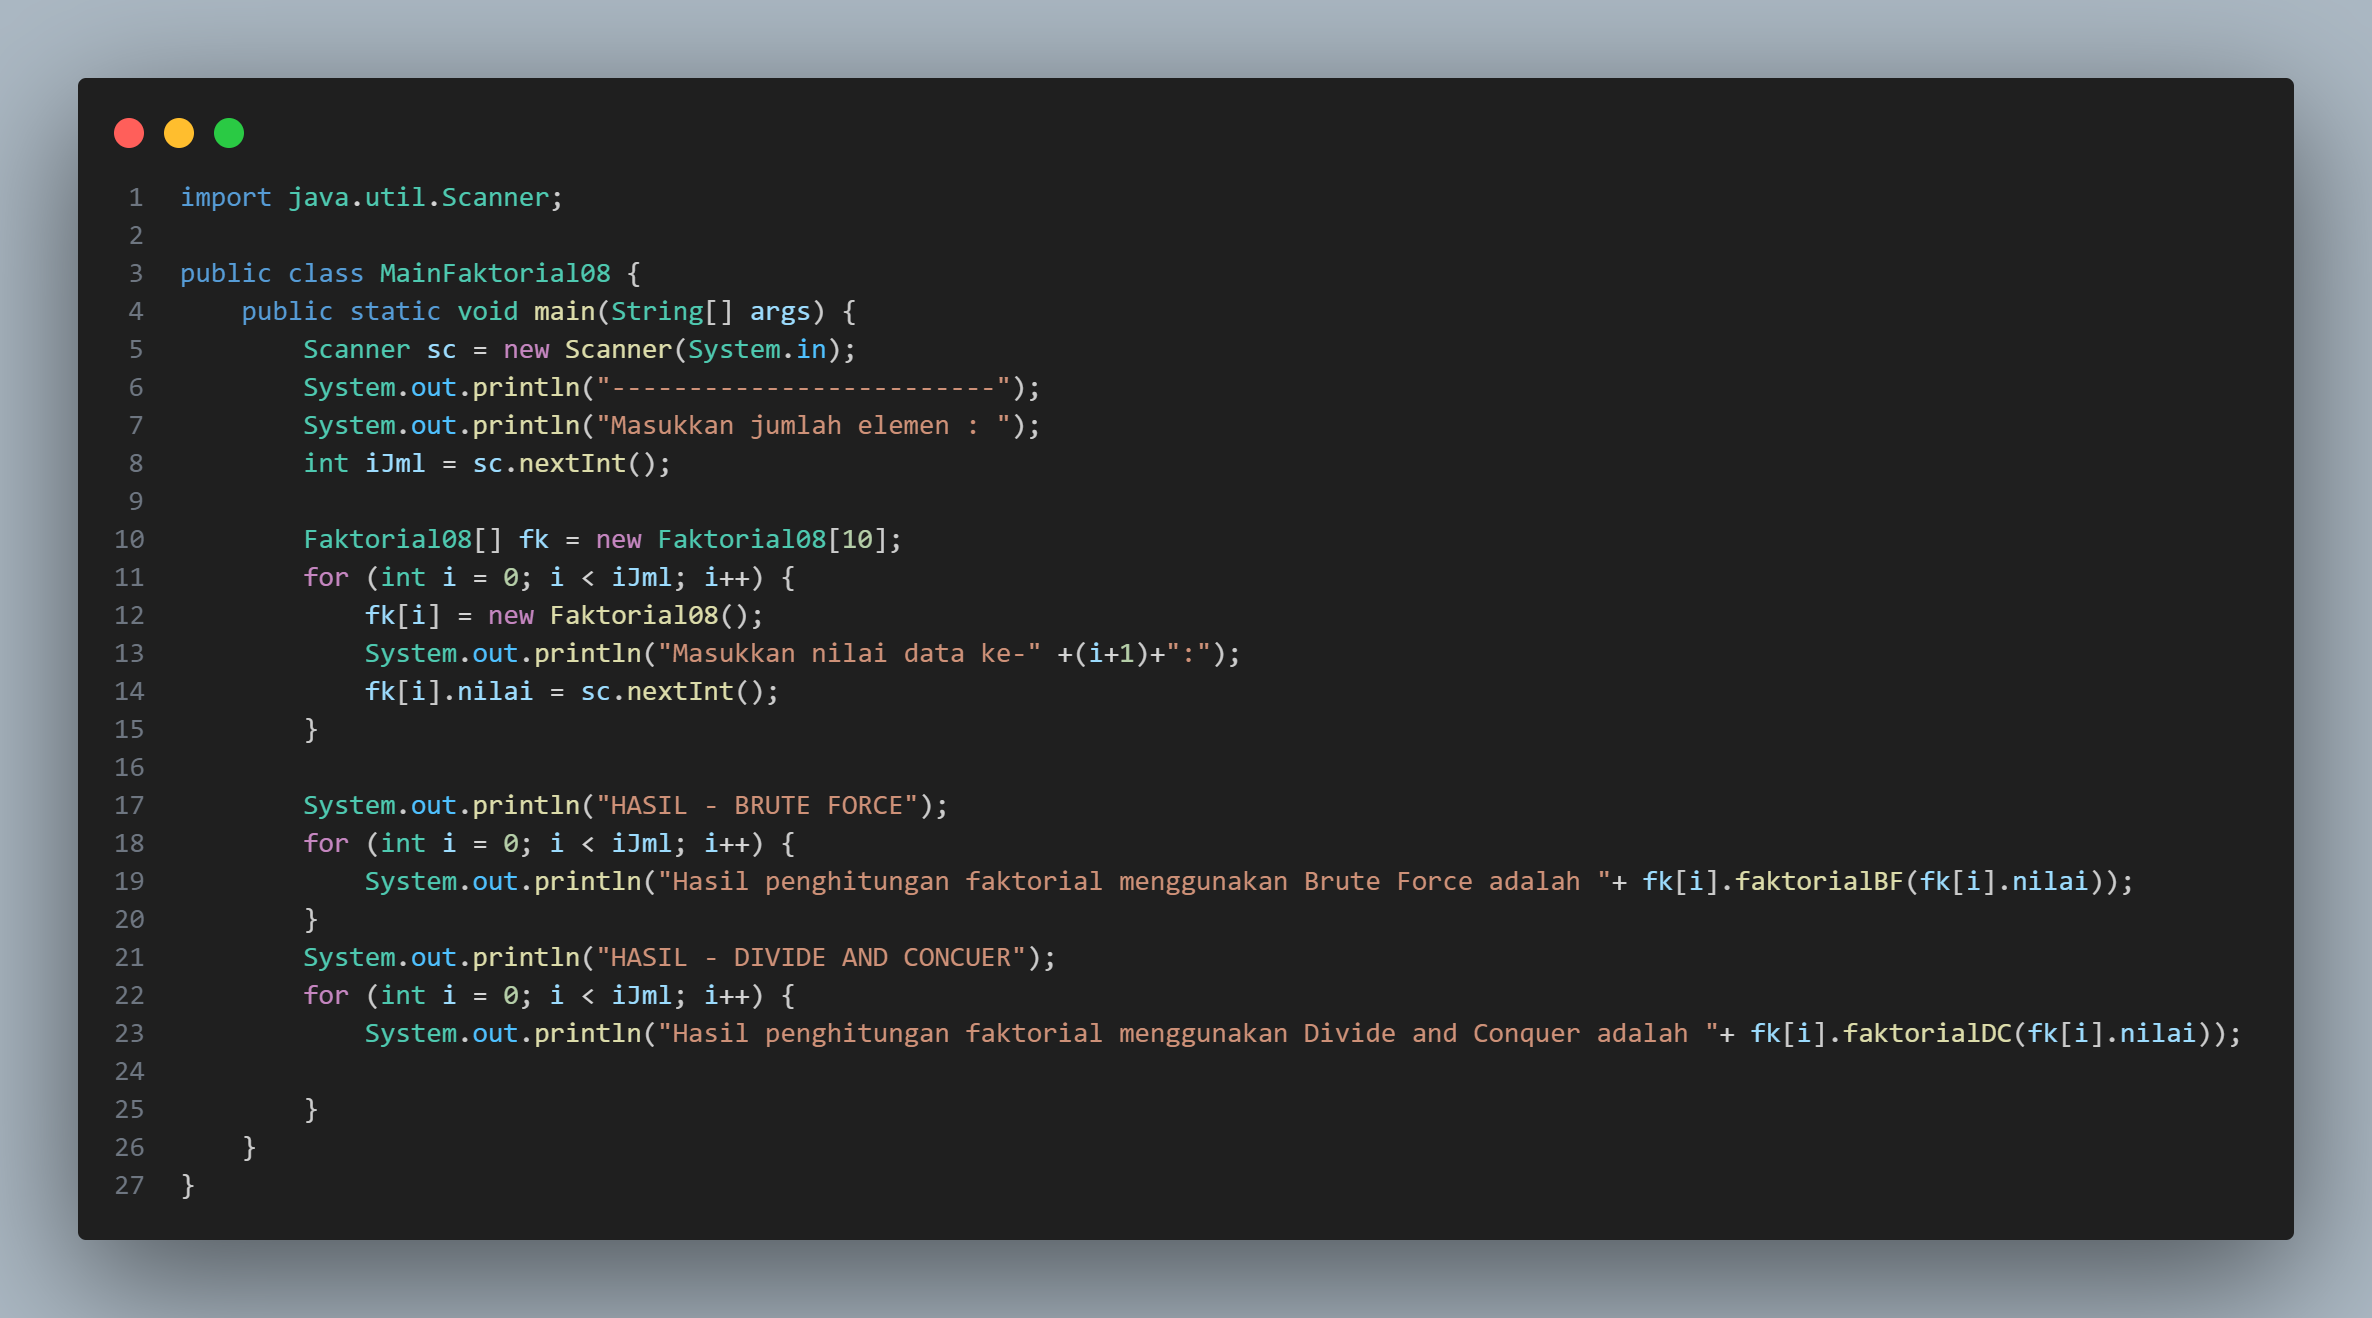 1 import java.util.Scanner;
2
3 public class MainFaktorial08 {
4     public static void main(String[] args) {
5         Scanner sc = new Scanner(System.in);
6         System.out.println("-------------------------");
7         System.out.println("Masukkan jumlah elemen : ");
8         int iJml = sc.nextInt();
9
10         Faktorial08[] fk = new Faktorial08[10];
11         for (int i = 0; i < iJml; i++) {
12             fk[i] = new Faktorial08();
13             System.out.println("Masukkan nilai data ke-" +(i+1)+":");
14             fk[i].nilai = sc.nextInt();
15         }
16
17         System.out.println("HASIL - BRUTE FORCE");
18         for (int i = 0; i < iJml; i++) {
19             System.out.println("Hasil penghitungan faktorial menggunakan Brute Force adalah "+ fk[i].faktorialBF(fk[i].nilai));
20         }
21         System.out.println("HASIL - DIVIDE AND CONCUER");
22         for (int i = 0; i < iJml; i++) {
23             System.out.println("Hasil penghitungan faktorial menggunakan Divide and Conquer adalah "+ fk[i].faktorialDC(fk[i].nilai));
24
25         }
26     }
27 }